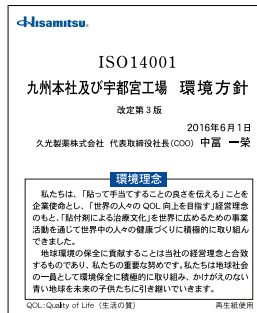 Hisamitsu®
ISO14001
九州本社及び宇都宮工場 環境方針
改定第3版
2016年6月1日
久光製薬株式会社 代表取締役社長(COO) 中冨 一榮
環境理念
私たちは、「貼って手当てすることの良さを伝える」ことを
企業使命とし、「世界の人々のQOL向上を目指す」経営理念
のもと、「貼付剤による治療文化」を世界に広めるための事業
活動を通じて世界中の人々の健康づくりに積極的に取り組ん
できました。
地球環境の保全に貢献することは当社の経営理念と合致
するものであり、私たちの重要な努めです。私たちは地球社会
の一員として環境保全に積極的に取り組み、かけがえのない
青い地球を未来の子供たちに引き継いでいきます。
QOL:Quality of Life（生活の質）
再生紙使用